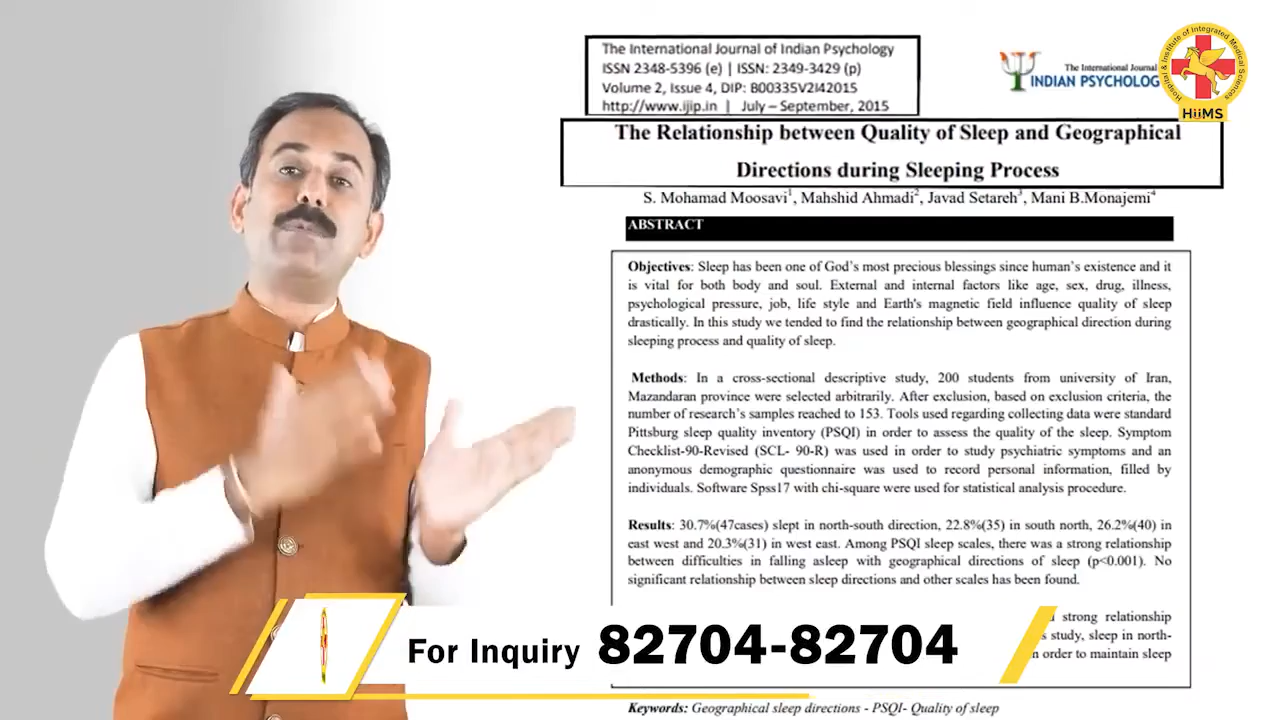 The International Journal of Indian Psychology
ISSN 2348-5396 (e) | ISSN: 2349-3429 (p)
Volume 2, Issue 4, DIP: B00335V2I42015
http://www.ijip.in | July – September, 2015
The International Journal
INDIAN PSYCHOLOG
Hospital & Institute of Integrated Medical Sciences
HiiMS
The Relationship between Quality of Sleep and Geographical
Directions during Sleeping Process
S. Mohamad Moosavi1, Mahshid Ahmadi2, Javad Setareh3, Mani B.Monajemi4
ABSTRACT
Objectives: Sleep has been one of God's most precious blessings since human's existence and it
is vital for both body and soul. External and internal factors like age, sex, drug, illness,
psychological pressure, job, life style and Earth's magnetic field influence quality of sleep
drastically. In this study we tended to find the relationship between geographical direction during
sleeping process and quality of sleep.
Methods: In a cross-sectional descriptive study, 200 students from university of Iran,
Mazandaran province were selected arbitrarily. After exclusion, based on exclusion criteria, the
number of research's samples reached to 153. Tools used regarding collecting data were standard
Pittsburg sleep quality inventory (PSQI) in order to assess the quality of the sleep. Symptom
Checklist-90-Revised (SCL- 90-R) was used in order to study psychiatric symptoms and an
anonymous demographic questionnaire was used to record personal information, filled by
individuals. Software Spss17 with chi-square were used for statistical analysis procedure.
Results: 30.7%(47cases) slept in north-south direction, 22.8%(35) in south north, 26.2%(40) in
east west and 20.3%(31) in west east. Among PSQI sleep scales, there was a strong relationship
between difficulties in falling asleep with geographical directions of sleep (p<0.001). No
significant relationship between sleep directions and other scales has been found.
strong relationship
study, sleep in north-
order to maintain sleep
For Inquiry 82704-82704
Keywords: Geographical sleep directions - PSQI- Quality of sleep